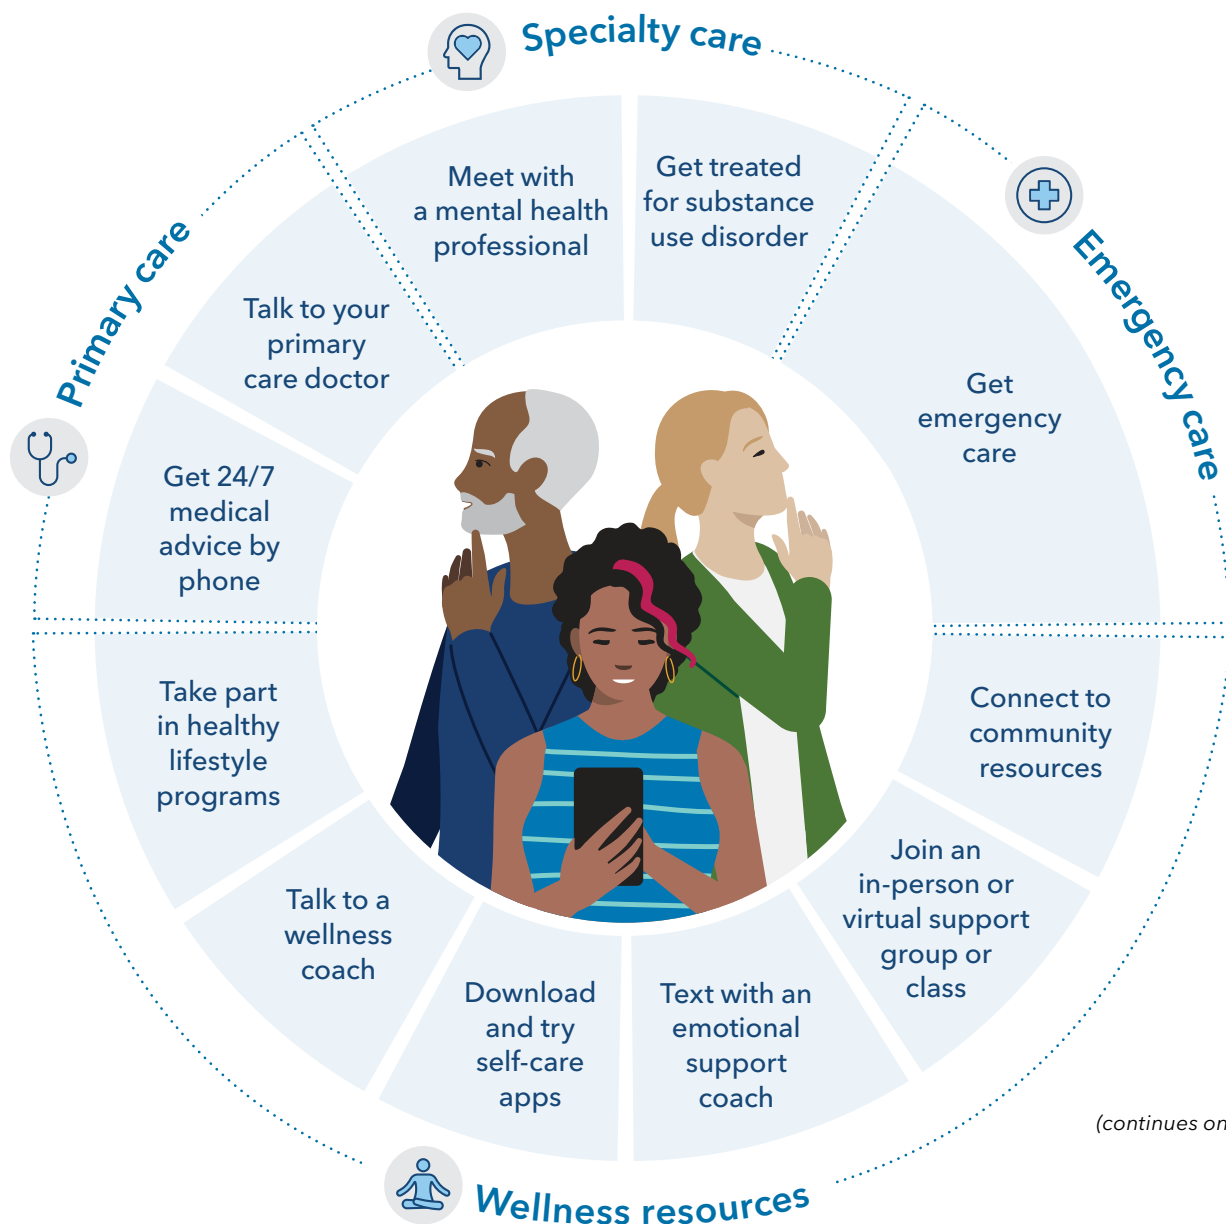 Specialty care
Meet with
a mental health
professional
Get treated
for substance
use disorder
Emergency care
Get
emergency
care
Primary care
Talk to your
primary
care doctor
Get 24/7
medical
advice by
phone
Take part
in healthy
lifestyle
programs
Talk to a
wellness
coach
Download
and try
self-care
apps
Text with an
emotional
support
coach
Join an
in-person or
virtual support
group or
class
Connect to
community
resources
Wellness resources
(continues on